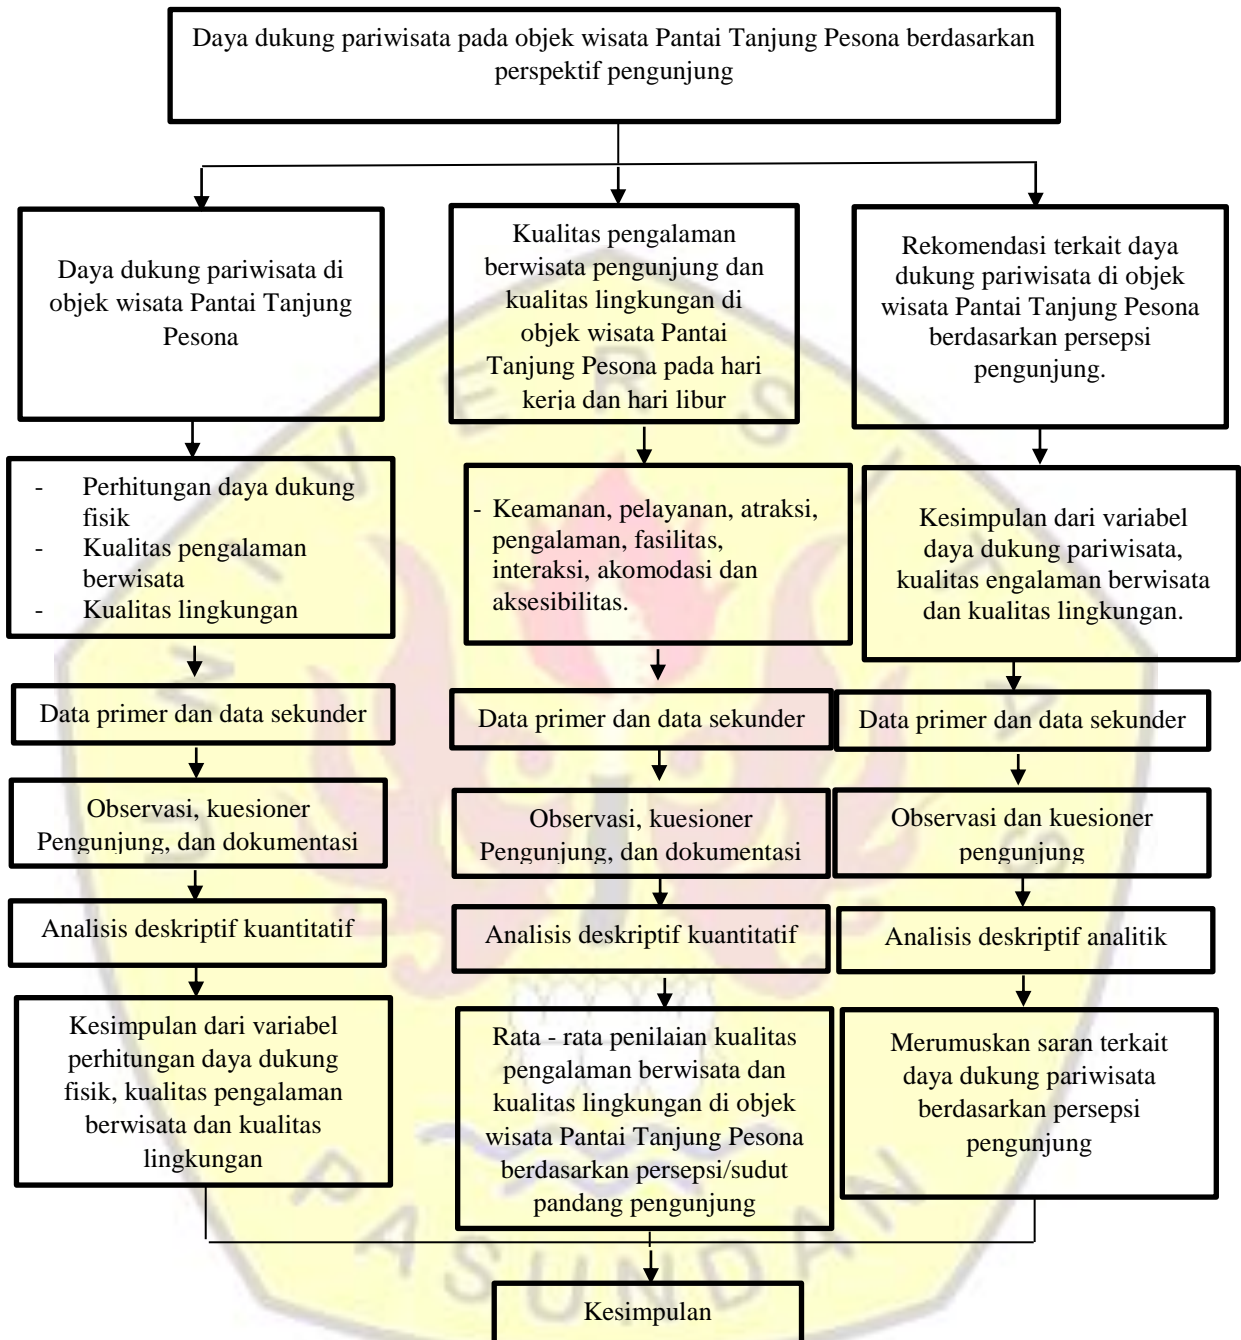 Daya dukung pariwisata pada objek wisata Pantai Tanjung Pesona berdasarkan
perspektif pengunjung
Daya dukung pariwisata di
objek wisata Pantai Tanjung
Pesona
Kualitas pengalaman
berwisata pengunjung dan
kualitas lingkungan di
objek wisata Pantai
Tanjung Pesona pada hari
kerja dan hari libur
Rekomendasi terkait daya
dukung pariwisata di objek
wisata Pantai Tanjung Pesona
berdasarkan persepsi
pengunjung.
- Perhitungan daya dukung
fisik
- Kualitas pengalaman
berwisata
- Kualitas lingkungan
- Keamanan, pelayanan, atraksi,
pengalaman, fasilitas,
interaksi, akomodasi dan
aksesibilitas.
Kesimpulan dari variabel
daya dukung pariwisata,
kualitas engalaman berwisata
dan kualitas lingkungan.
Data primer dan data sekunder
Data primer dan data sekunder
Data primer dan data sekunder
Observasi, kuesioner
Pengunjung, dan dokumentasi
Observasi, kuesioner
Pengunjung, dan dokumentasi
Observasi dan kuesioner
pengunjung
Analisis deskriptif kuantitatif
Analisis deskriptif kuantitatif
Analisis deskriptif analitik
Kesimpulan dari variabel
perhitungan daya dukung
fisik, kualitas pengalaman
berwisata dan kualitas
lingkungan
Rata - rata penilaian kualitas
pengalaman berwisata dan
kualitas lingkungan di objek
wisata Pantai Tanjung Pesona
berdasarkan persepsi/sudut
pandang pengunjung
Merumuskan saran terkait
daya dukung pariwisata
berdasarkan persepsi
pengunjung
Kesimpulan
UNIVERSITAS
PASUNDAN